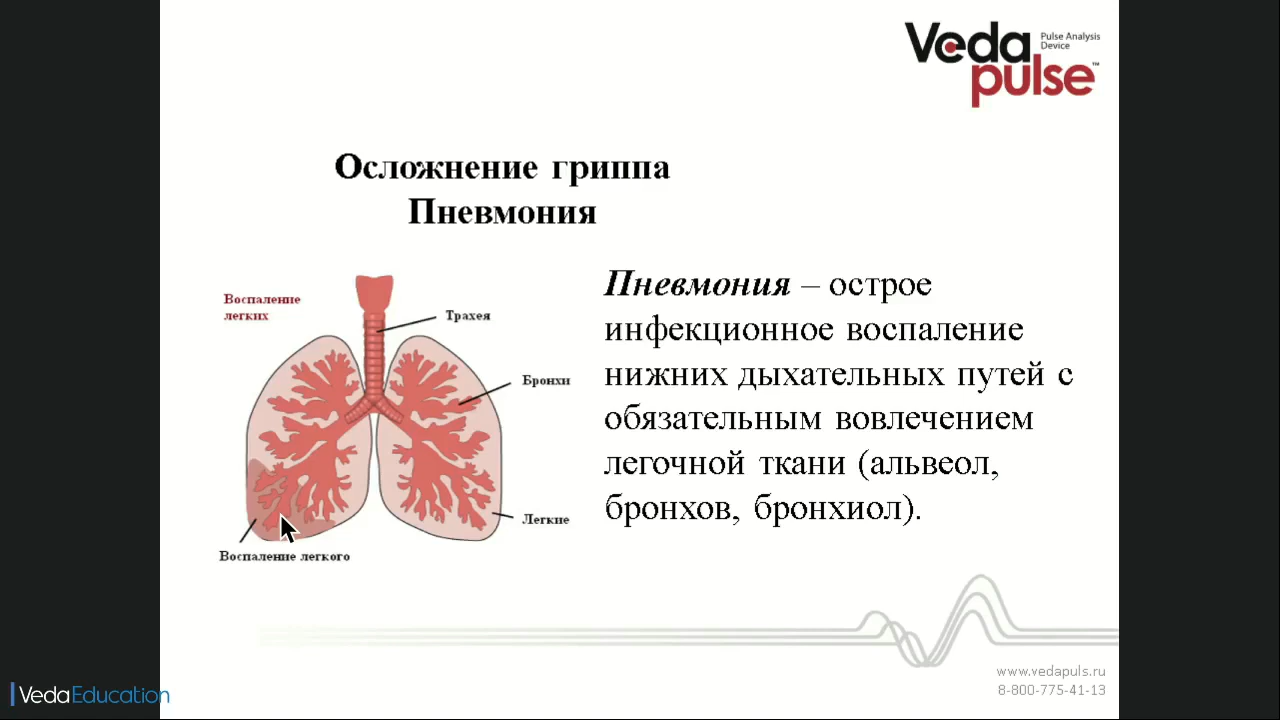 Veda
pulse™
Pulse Analysis
Device
Осложнение гриппа
Пневмония
Воспаление
легких
Трахея
Бронхи
Легкие
Воспаление легкого
Пневмония – острое
инфекционное воспаление
нижних дыхательных путей с
обязательным вовлечением
легочной ткани (альвеол,
бронхов, бронхиол).
www.vedapuls.ru
8-800-775-41-13
VedaEducation